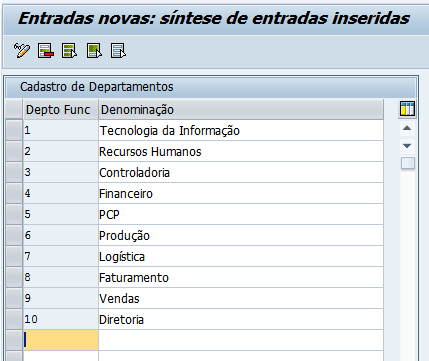 Entradas novas: síntese de entradas inseridas
Cadastro de Departamentos
Depto Func Denominação
1 Tecnologia da Informação
2 Recursos Humanos
3 Controladoria
4 Financeiro
5 PCP
6 Produção
7 Logística
8 Faturamento
9 Vendas
10 Diretoria